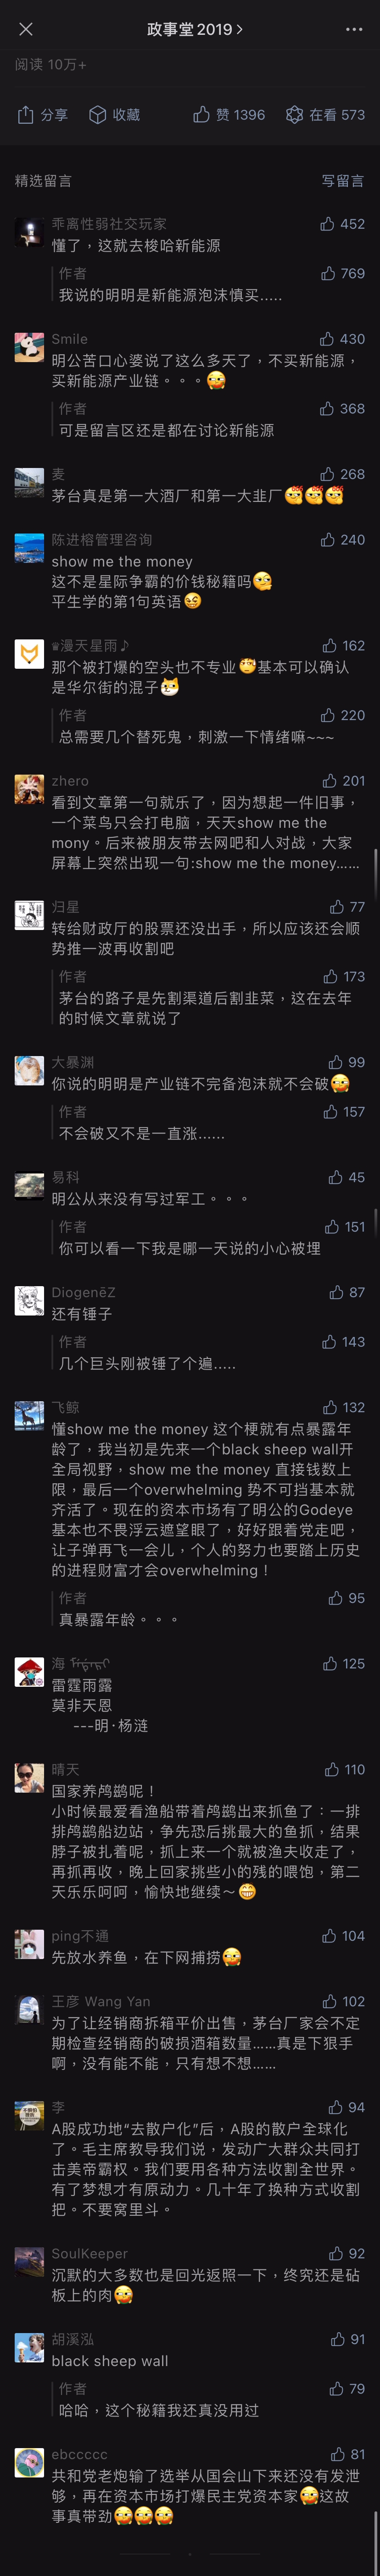 政事堂2019
阅读 10万+
分享 收藏 赞 1396 在看 573
精选留言 写留言
乖离性弱社交玩家 452
懂了，这就去梭哈新能源
作者 769
我说的明明是新能源泡沫慎买.....
Smile 430
明公苦口心婆说了这么多天了，不买新能源，
买新能源产业链。。。
作者 368
可是留言区还是都在讨论新能源
麦 268
茅台真是第一大酒厂和第一大韭厂
陈进榕管理咨询 240
show me the money
这不是星际争霸的价钱秘籍吗
平生学的第1句英语
♛漫天星雨♪ 162
那个被打爆的空头也不专业基本可以确认
是华尔街的混子
作者 220
总需要几个替死鬼，刺激一下情绪嘛~~~
zhero 201
看到文章第一句就乐了，因为想起一件旧事，
一个菜鸟只会打电脑，天天show me the
mony。后来被朋友带去网吧和人对战，大家
屏幕上突然出现一句:show me the money……
归星 77
转给财政厅的股票还没出手，所以应该还会顺
势推一波再收割吧
作者 173
茅台的路子是先割渠道后割韭菜，这在去年
的时候文章就说了
大暴渊 99
你说的明明是产业链不完备泡沫就不会破
作者 157
不会破又不是一直涨......
易科 45
明公从来没有写过军工。。。
作者 151
你可以看一下我是哪一天说的小心被埋
DiogenēZ 87
还有锤子
作者 143
几个巨头刚被锤了个遍.....
飞鲸 132
懂show me the money 这个梗就有点暴露年
龄了，我当初是先来一个black sheep wall开
全局视野，show me the money 直接钱数上
限，最后一个overwhelming 势不可挡基本就
齐活了。现在的资本市场有了明公的Godeye
基本也不畏浮云遮望眼了，好好跟着党走吧，
让子弹再飞一会儿，个人的努力也要踏上历史
的进程财富才会overwhelming！
作者 95
真暴露年龄。。。
海 125
雷霆雨露
莫非天恩
---明·杨涟
晴天 110
国家养鸬鹚呢！
小时候最爱看渔船带着鸬鹚出来抓鱼了：一排
排鸬鹚船边站，争先恐后挑最大的鱼抓，结果
脖子被扎着呢，抓上来一个就被渔夫收走了，
再抓再收，晚上回家挑些小的残的喂饱，第二
天乐乐呵呵，愉快地继续～
ping不通 104
先放水养鱼，在下网捕捞
王彦 Wang Yan 102
为了让经销商拆箱平价出售，茅台厂家会不定
期检查经销商的破损酒箱数量……真是下狠手
啊，没有能不能，只有想不想……
李 94
A股成功地“去散户化”后，A股的散户全球化
了。毛主席教导我们说，发动广大群众共同打
击美帝霸权。我们要用各种方法收割全世界。
有了梦想才有原动力。几十年了换种方式收割
把。不要窝里斗。
SoulKeeper 92
沉默的大多数也是回光返照一下，终究还是砧
板上的肉
胡溪泓 91
black sheep wall
作者 79
哈哈，这个秘籍我还真没用过
ebccccc 81
共和党老炮输了选举从国会山下来还没有发泄
够，再在资本市场打爆民主党资本家这故
事真带劲